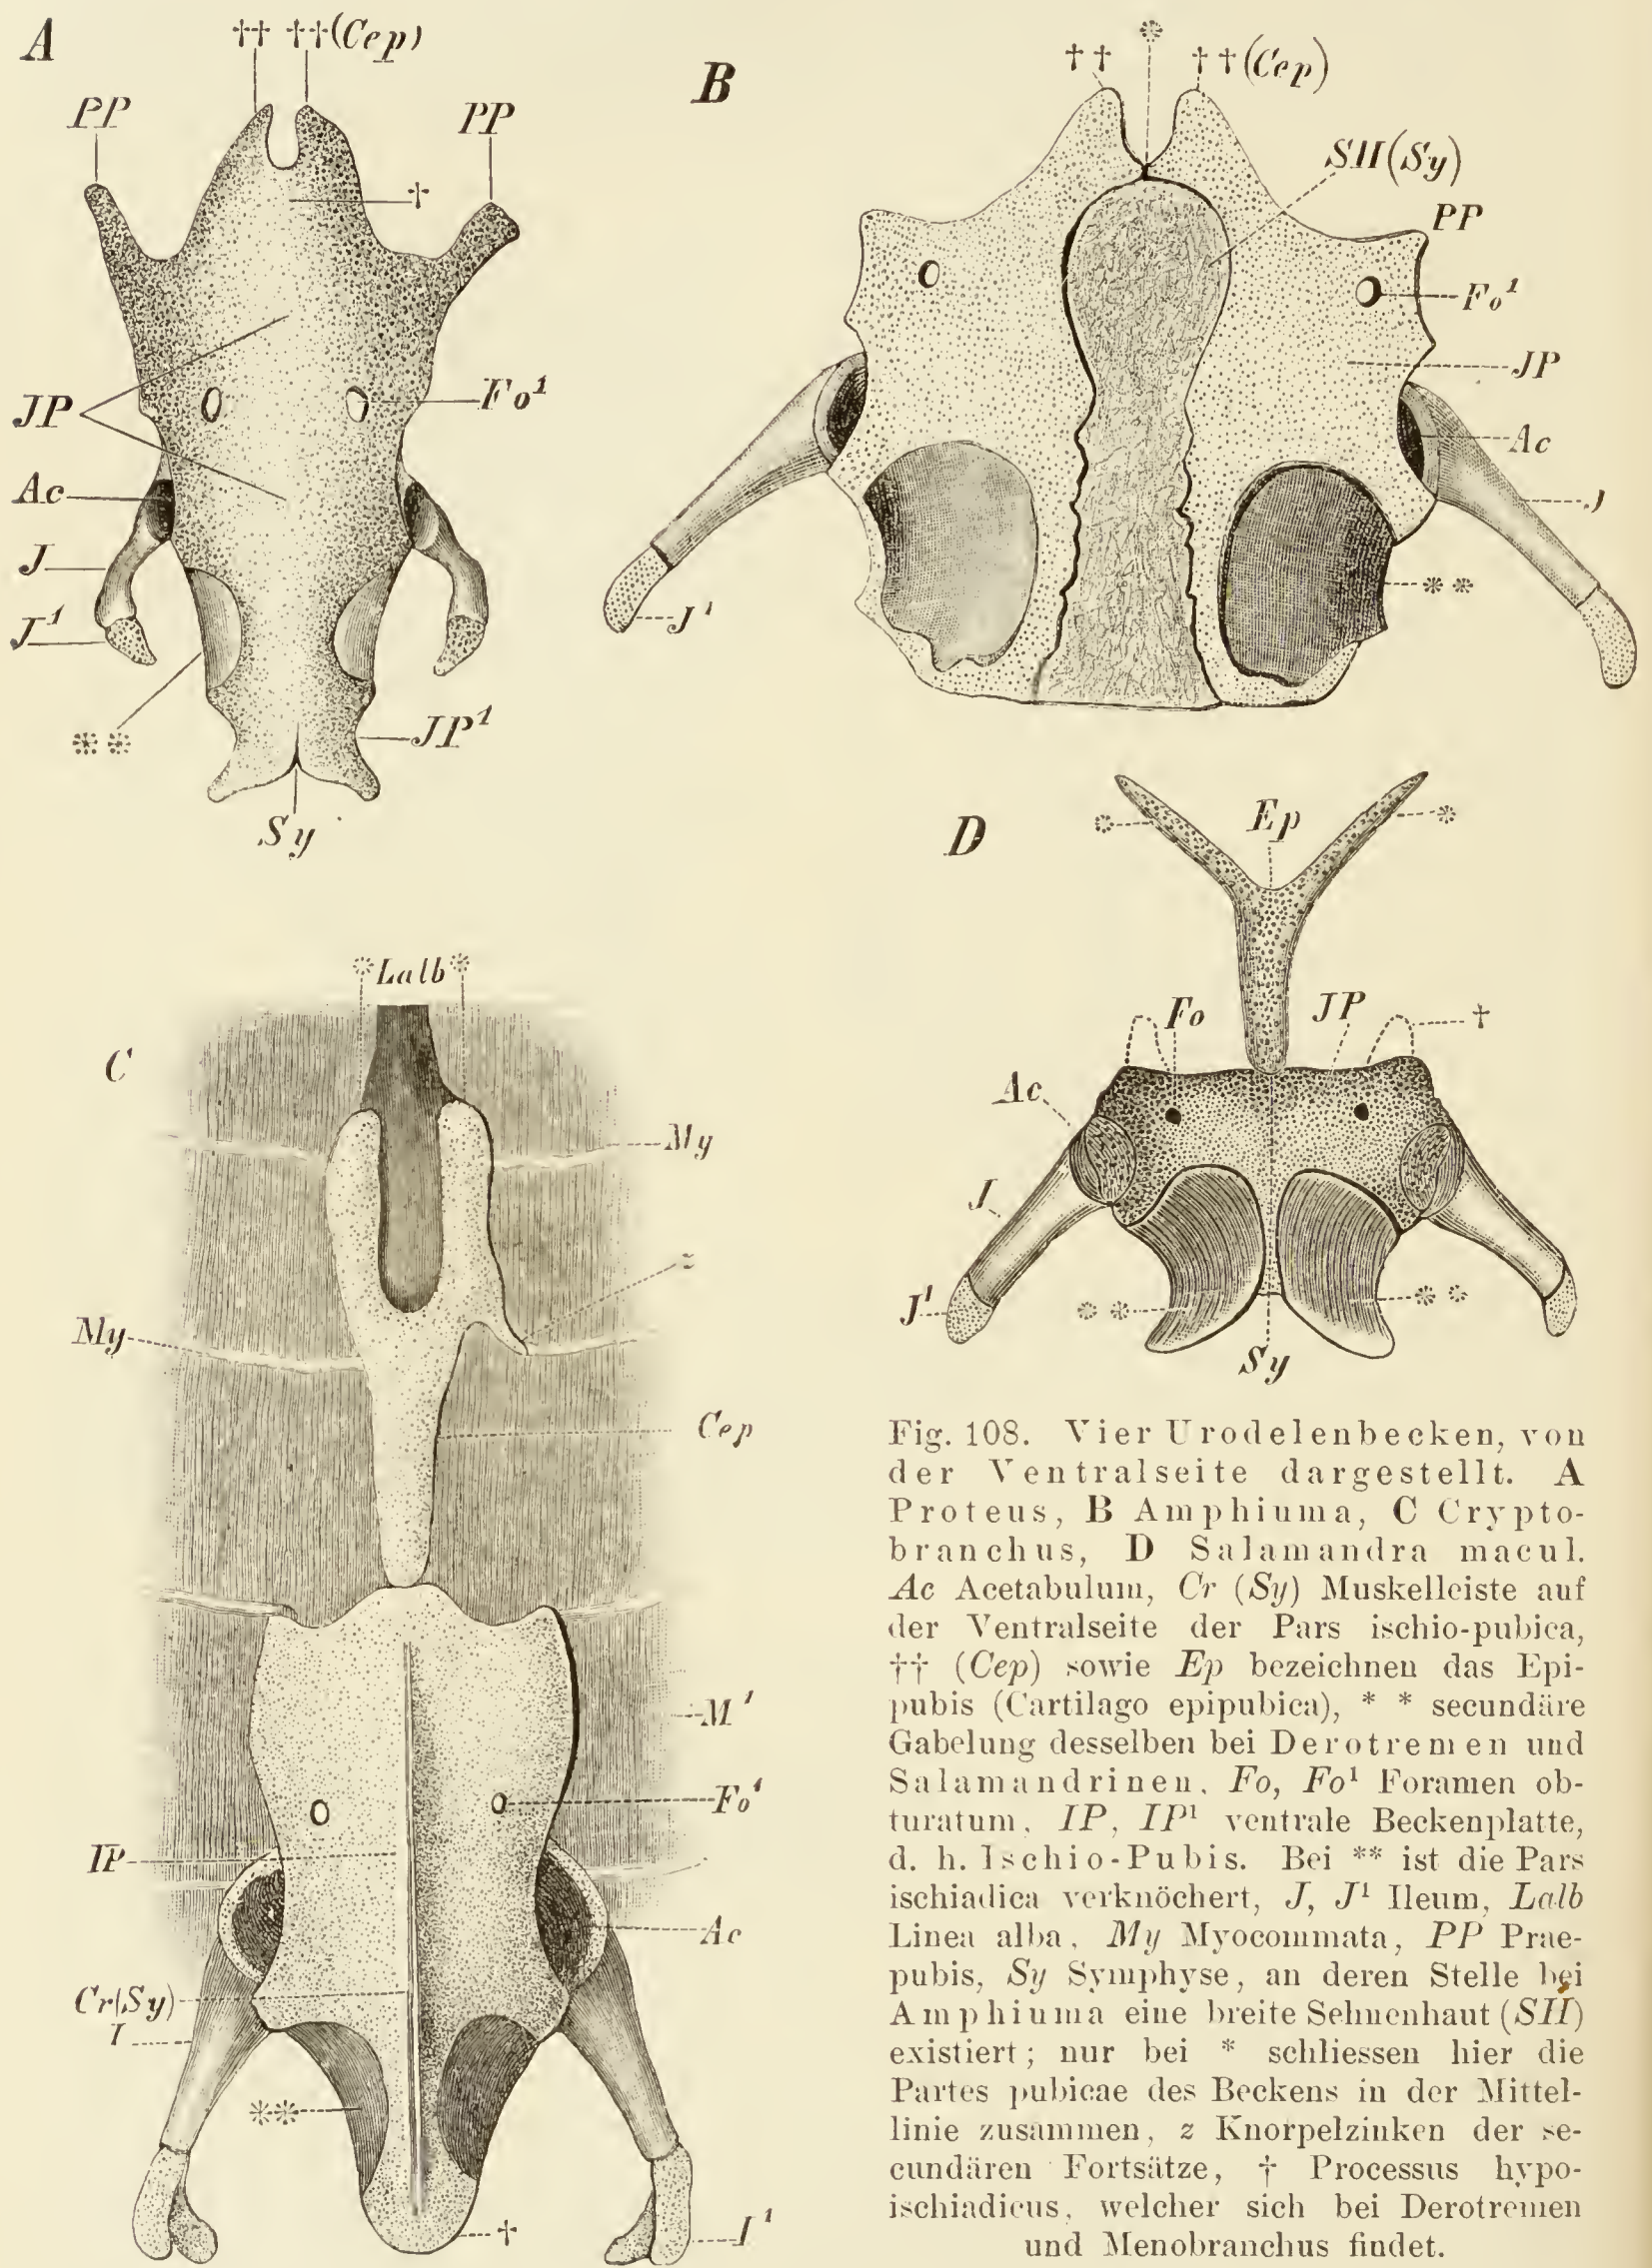 A
†† ††(Cep)
PP
PP
†
JP
Fo¹
Ac
J
J¹
**
JP¹
Sy
B
*
††
††(Cep)
SH(Sy)
PP
Fo¹
JP
Ac
J
**
J¹
C
* Lalb *
My
z
My
Cep
M¹
Fo¹
IP
Ac
Cr(Sy)
I
**
†
I¹
D
Ep
*
*
Fo
JP
†
Ac
J
J¹
**
**
Sy
Fig. 108. Vier Urodelenbecken, von
der Ventralseite dargestellt. A
Proteus, B Amphiuma, C Crypto-
branchus, D Salamandra macul.
Ac Acetabulum, Cr (Sy) Muskelleiste auf
der Ventralseite der Pars ischio-pubica,
†† (Cep) sowie Ep bezeichnen das Epi-
pubis (Cartilago epipubica), * * secundäre
Gabelung desselben bei Derotremen und
Salamandrinen, Fo, Fo¹ Foramen ob-
turatum, IP, IP¹ ventrale Beckenplatte,
d. h. Ischio-Pubis. Bei ** ist die Pars
ischiadica verknöchert, J, J¹ Ileum, Lalb
Linea alba, My Myocommata, PP Prae-
pubis, Sy Symphyse, an deren Stelle bei
Amphiuma eine breite Sehnenhaut (SH)
existiert; nur bei * schliessen hier die
Partes pubicae des Beckens in der Mittel-
linie zusammen, z Knorpelzinken der se-
cundären Fortsätze, † Processus hypo-
ischiadicus, welcher sich bei Derotremen
und Menobranchus findet.